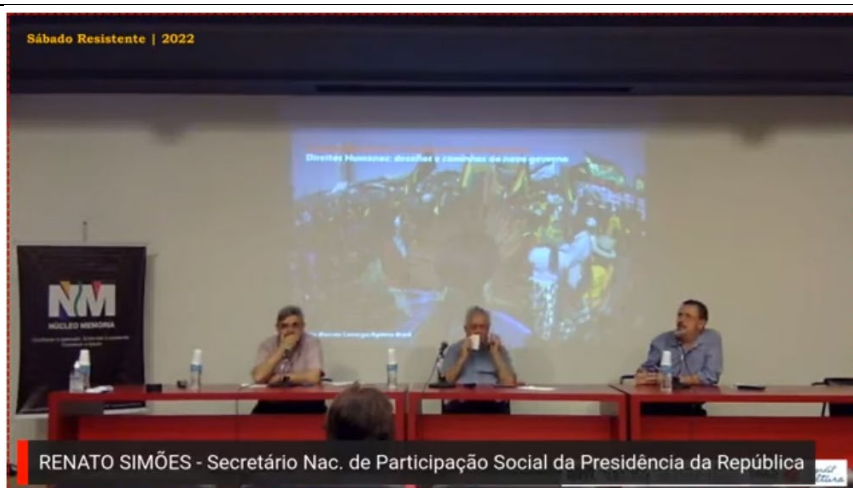 Sábado Resistente | 2022
Direitos Humanos: desafios e caminhos do novo governo
NM
NÚCLEO MEMÓRIA
RENATO SIMÕES - Secretário Nac. de Participação Social da Presidência da República